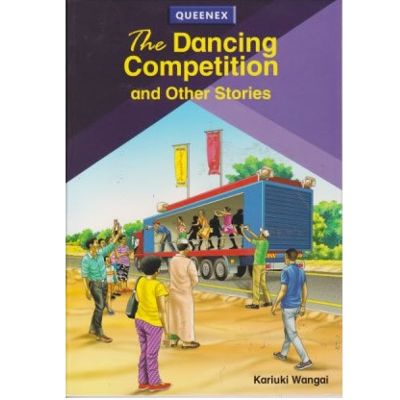 QUEENEX
The Dancing
Competition
and Other Stories
Kariuki Wangai